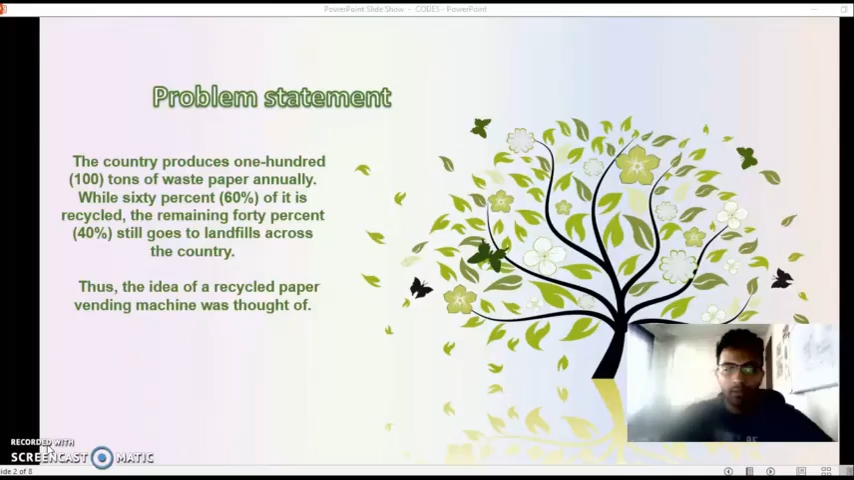 PowerPoint Slide Show - CODES - PowerPoint
Problem statement
The country produces one-hundred
(100) tons of waste paper annually.
While sixty percent (60%) of it is
recycled, the remaining forty percent
(40%) still goes to landfills across
the country.
Thus, the idea of a recycled paper
vending machine was thought of.
RECORDED WITH
SCREENCAST MATIC
lide 2 of 8